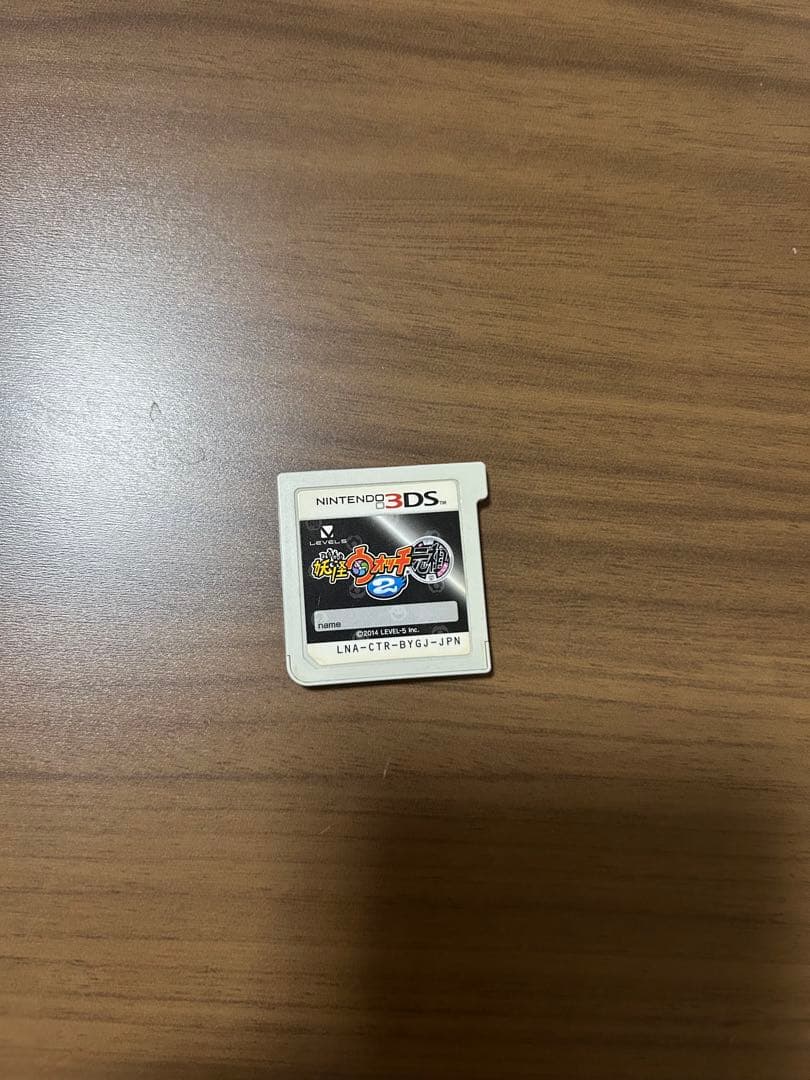 NINTENDO 3DS™
LEVEL5
妖怪ウォッチ元祖
2
name
©2014 LEVEL-5 Inc.
LNA-CTR-BYGJ-JPN